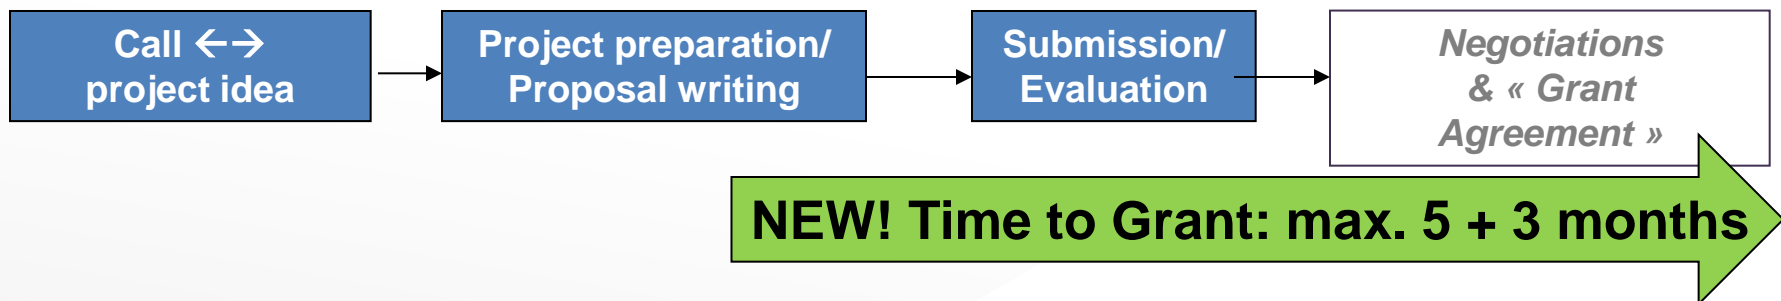 Call ←→
project idea
Project preparation/
Proposal writing
Submission/
Evaluation
Negotiations
& « Grant
Agreement »
NEW! Time to Grant: max. 5 + 3 months